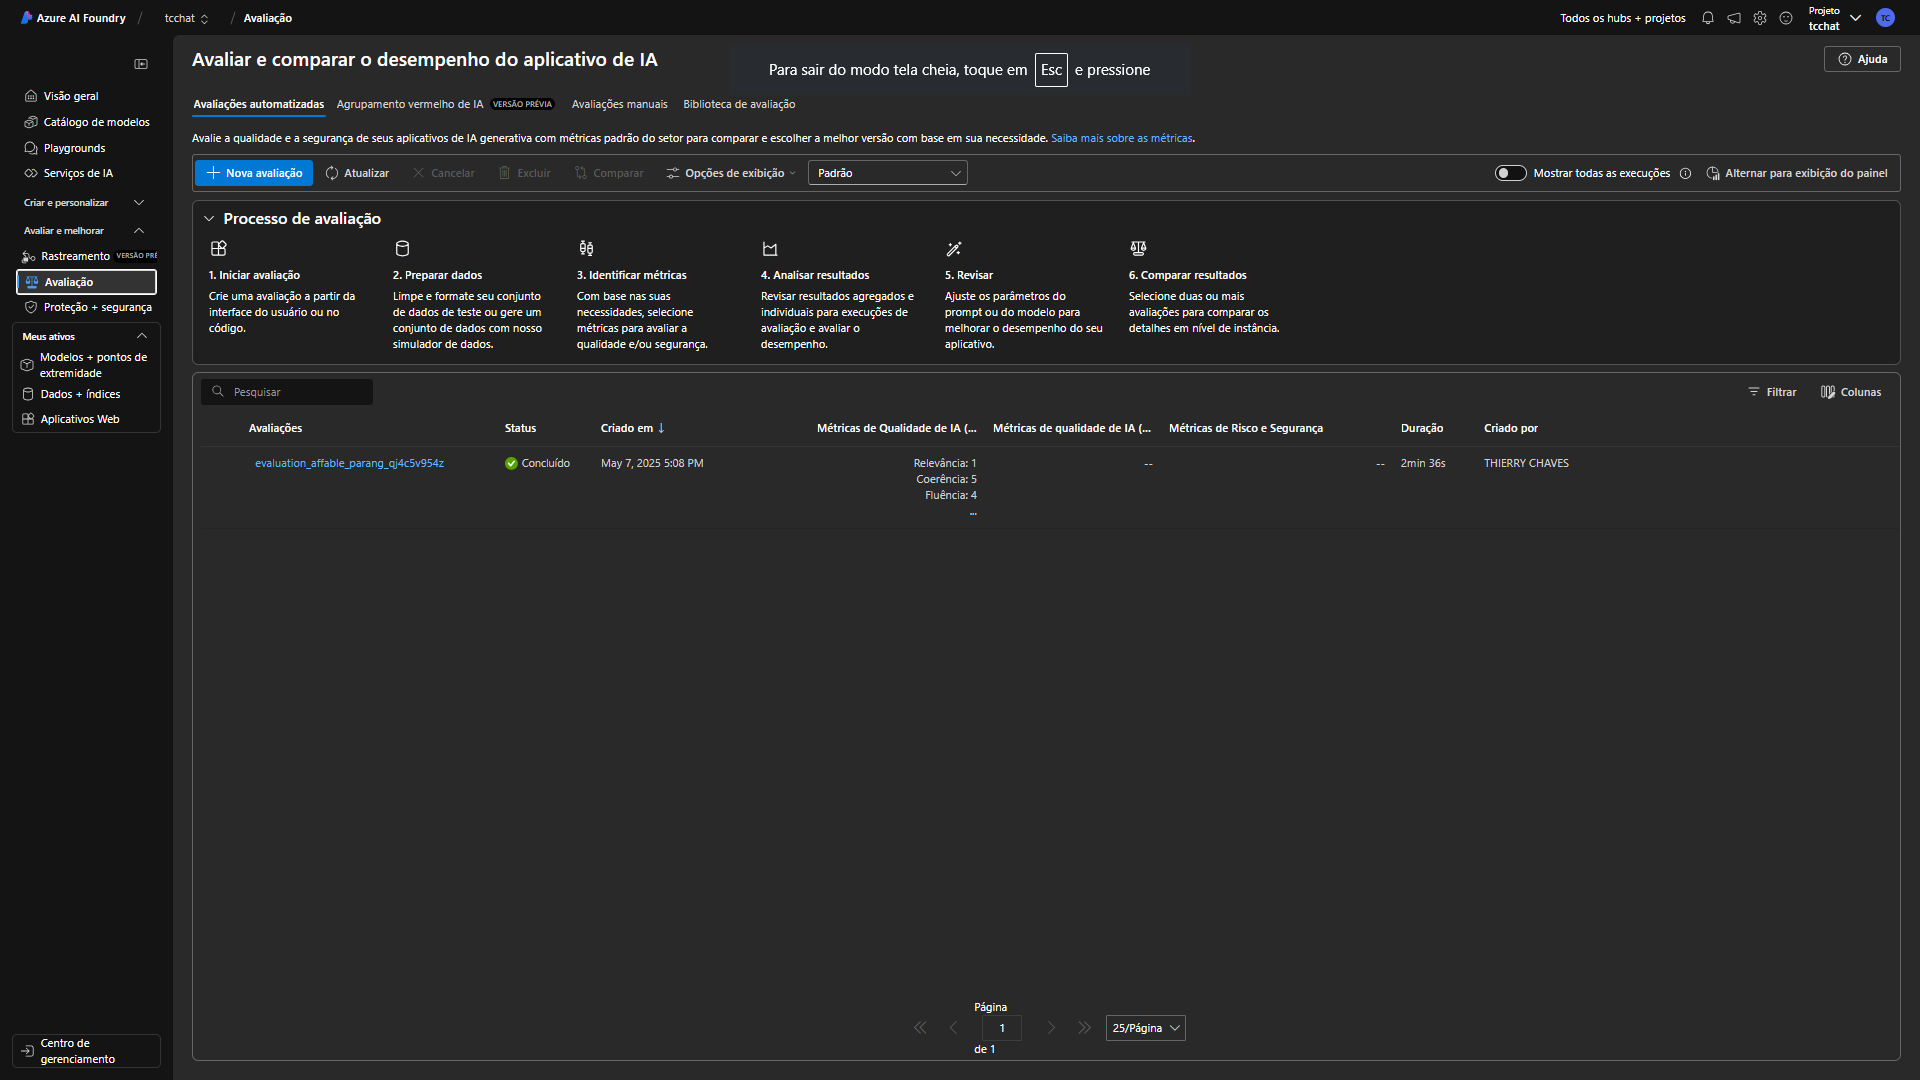 Azure AI Foundry / tcchat / Avaliação
Todos os hubs + projetos
Projeto
tcchat
TC
Visão geral
Catálogo de modelos
Playgrounds
Serviços de IA
Criar e personalizar
Avaliar e melhorar
Rastreamento VERSÃO PRÉ
Avaliação
Proteção + segurança
Meus ativos
Modelos + pontos de
extremidade
Dados + índices
Aplicativos Web
Centro de
gerenciamento
Avaliar e comparar o desempenho do aplicativo de IA
Para sair do modo tela cheia, toque em Esc e pressione
Ajuda
Avaliações automatizadas Agrupamento vermelho de IA VERSÃO PRÉVIA Avaliações manuais Biblioteca de avaliação
Avalie a qualidade e a segurança de seus aplicativos de IA generativa com métricas padrão do setor para comparar e escolher a melhor versão com base em sua necessidade. Saiba mais sobre as métricas.
Nova avaliação Atualizar Cancelar Excluir Comparar Opções de exibição Padrão Mostrar todas as execuções Alternar para exibição do painel
Processo de avaliação
1. Iniciar avaliação
Crie uma avaliação a partir da
interface do usuário ou no
código.
2. Preparar dados
Limpe e formate seu conjunto
de dados de teste ou gere um
conjunto de dados com nosso
simulador de dados.
3. Identificar métricas
Com base nas suas
necessidades, selecione
métricas para avaliar a
qualidade e/ou segurança.
4. Analisar resultados
Revisar resultados agregados e
individuais para execuções de
avaliação e avaliar o
desempenho.
5. Revisar
Ajuste os parâmetros do
prompt ou do modelo para
melhorar o desempenho do seu
aplicativo.
6. Comparar resultados
Selecione duas ou mais
avaliações para comparar os
detalhes em nível de instância.
Pesquisar
Filtrar Colunas
Avaliações Status Criado em ↓ Métricas de Qualidade de IA (... Métricas de qualidade de IA (... Métricas de Risco e Segurança Duração Criado por
evaluation_affable_parang_qj4c5v954z Concluído May 7, 2025 5:08 PM Relevância: 1 -- -- 2min 36s THIERRY CHAVES
Coerência: 5
Fluência: 4
...
Página
1
de 1
25/Página